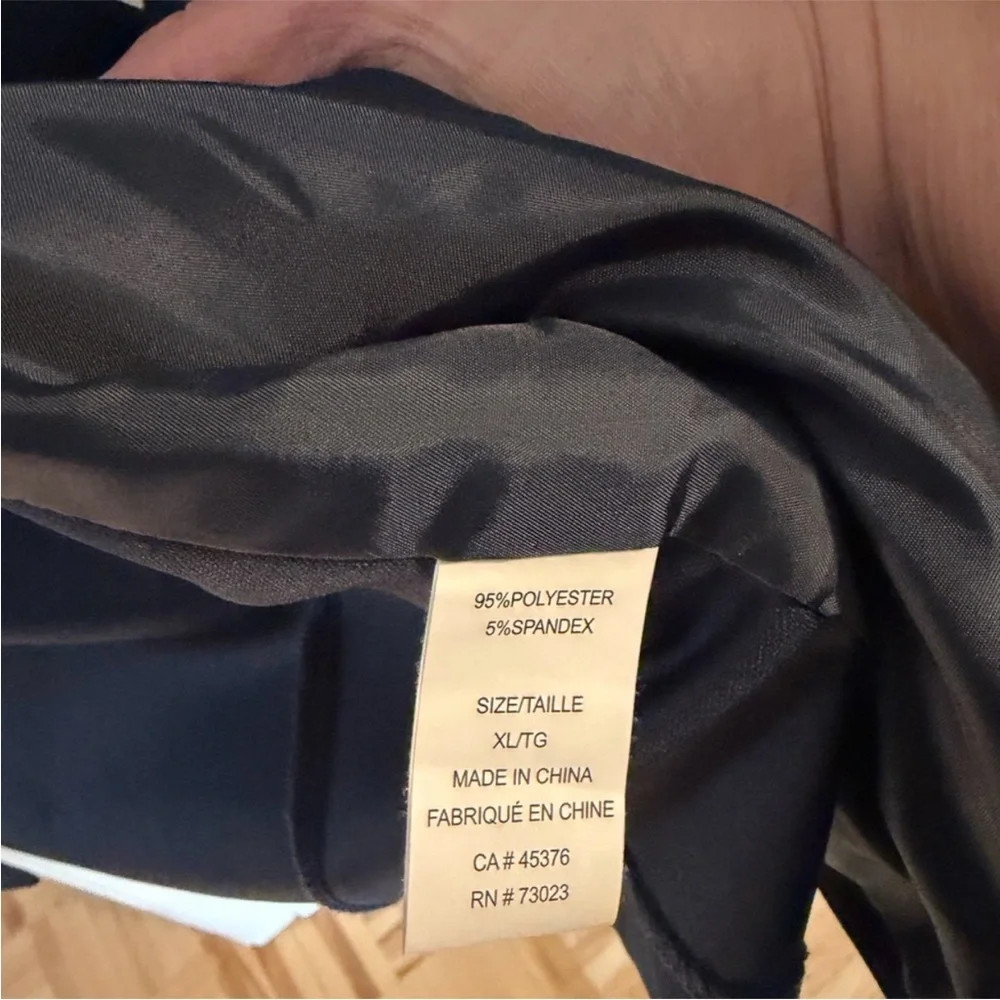 95%POLYESTER
5%SPANDEX
SIZE/TAILLE
XL/TG
MADE IN CHINA
FABRIQUÉ EN CHINE
CA # 45376
RN # 73023